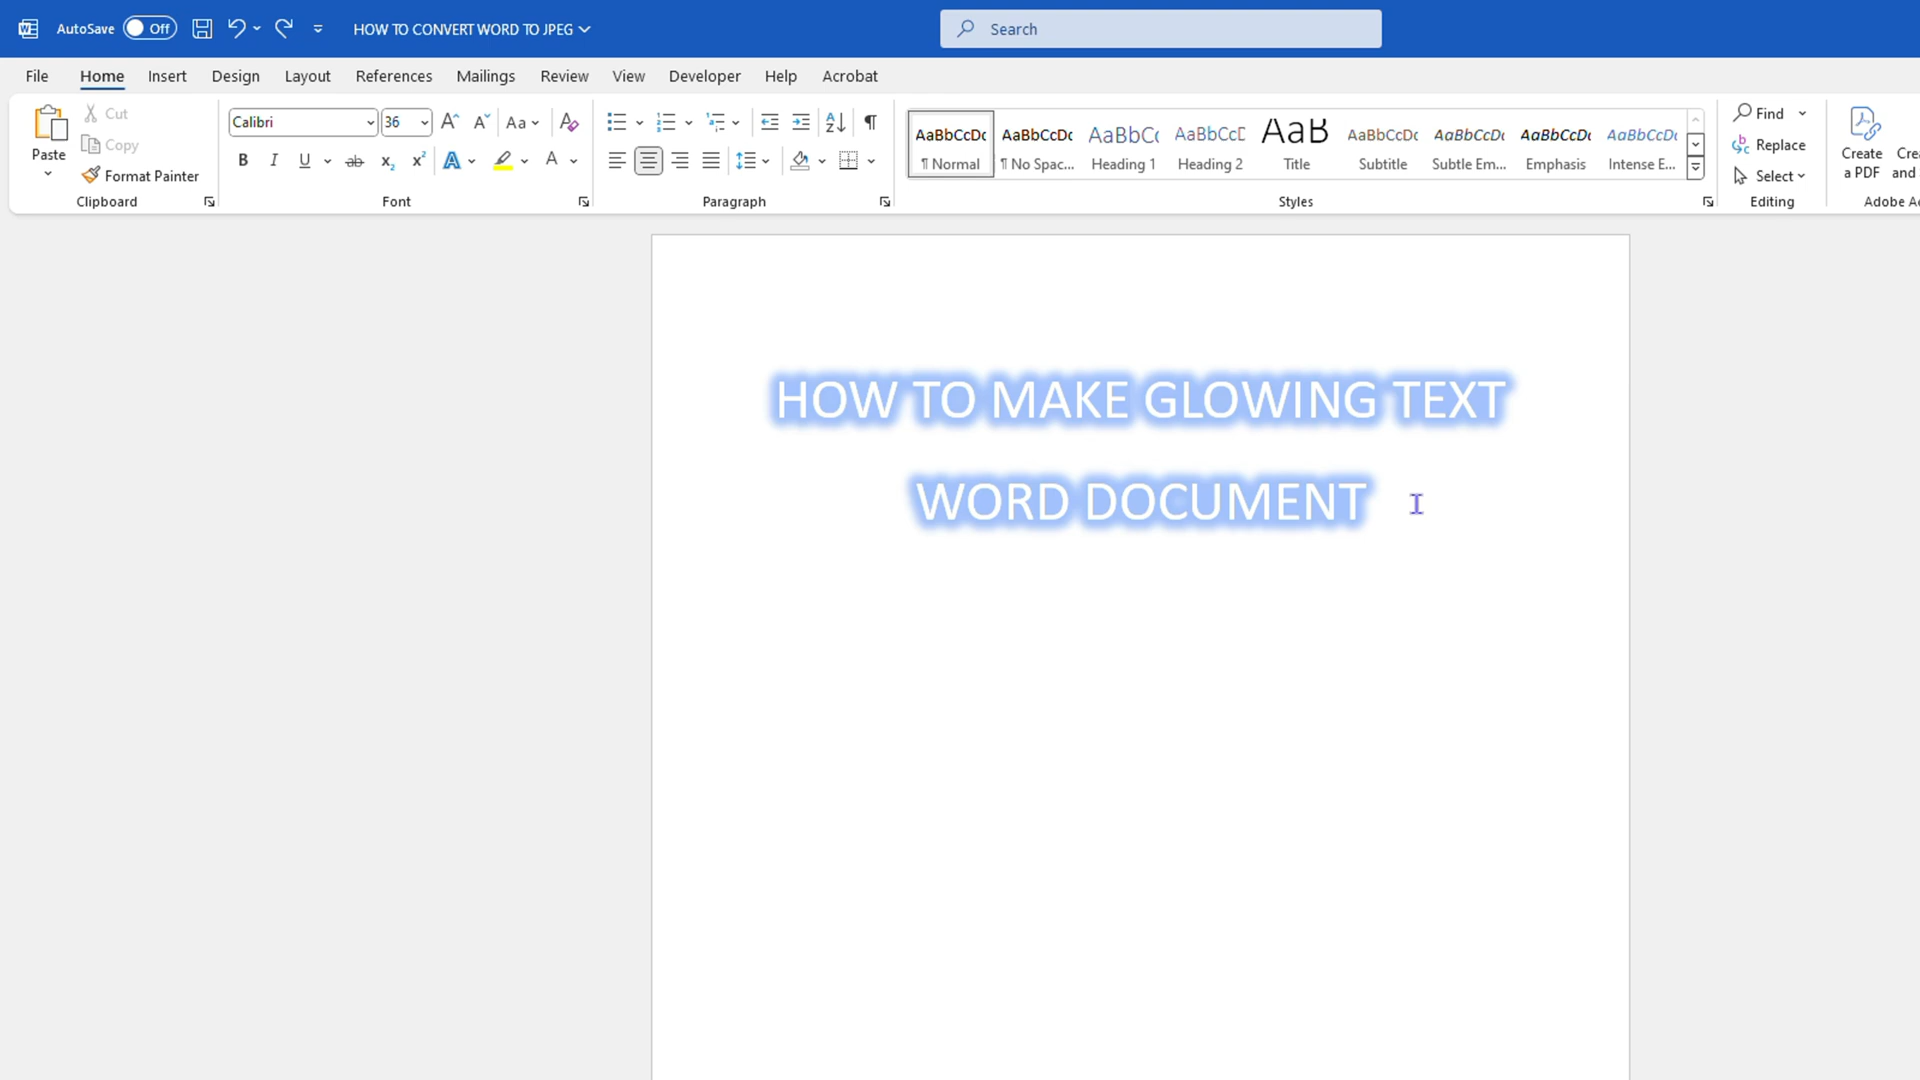 AutoSave Off HOW TO CONVERT WORD TO JPEG Search
File Home Insert Design Layout References Mailings Review View Developer Help Acrobat
Paste
Cut
Copy
Format Painter
Clipboard
Calibri 36
Font
Paragraph
AaBbCcDc AaBbCcDc AaBbC AaBbCcD AaB AaBbCcDc AaBbCcDc AaBbCcDc AaBbCcDc
¶ Normal ¶ No Spac... Heading 1 Heading 2 Title Subtitle Subtle Em... Emphasis Intense E...
Styles
Find
Replace
Select
Editing
Create
a PDF
and
HOW TO MAKE GLOWING TEXT
WORD DOCUMENT